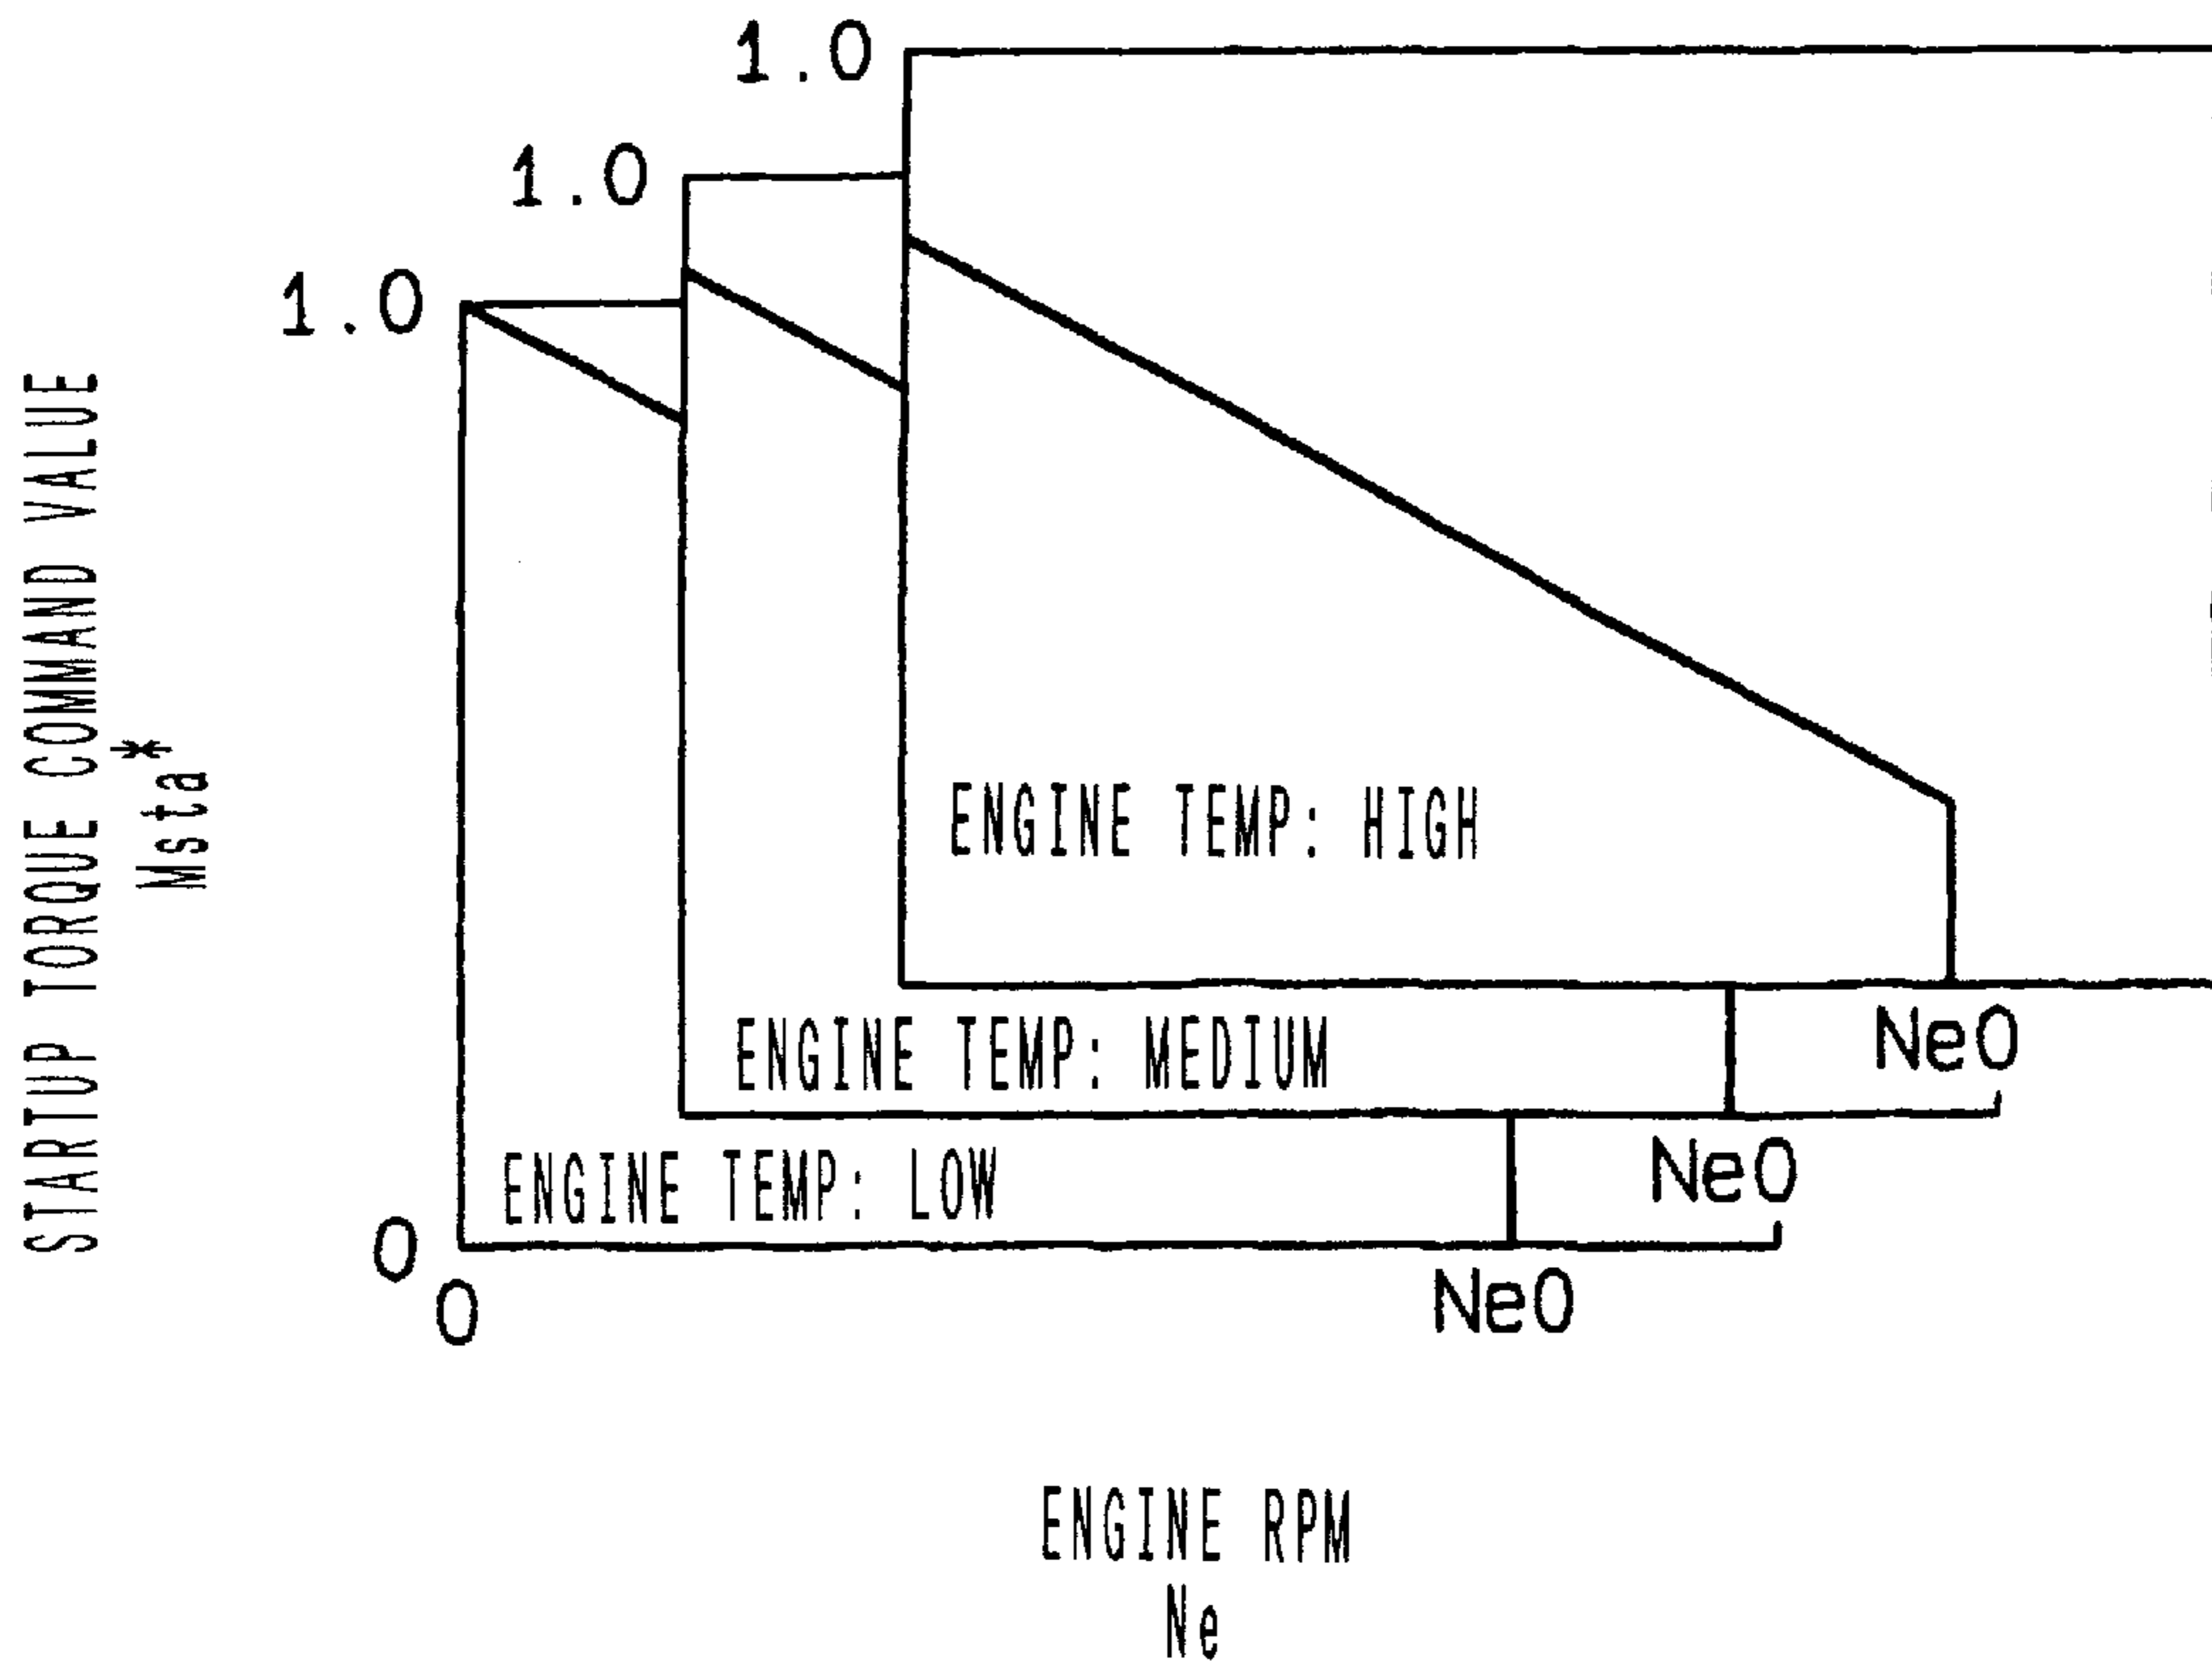 1.0
1.0
1.0
STARTUP TORQUE COMMAND VALUE
Msta*
ENGINE TEMP: HIGH
Ne0
ENGINE TEMP: MEDIUM
Ne0
ENGINE TEMP: LOW
0
0
Ne0
ENGINE RPM
Ne